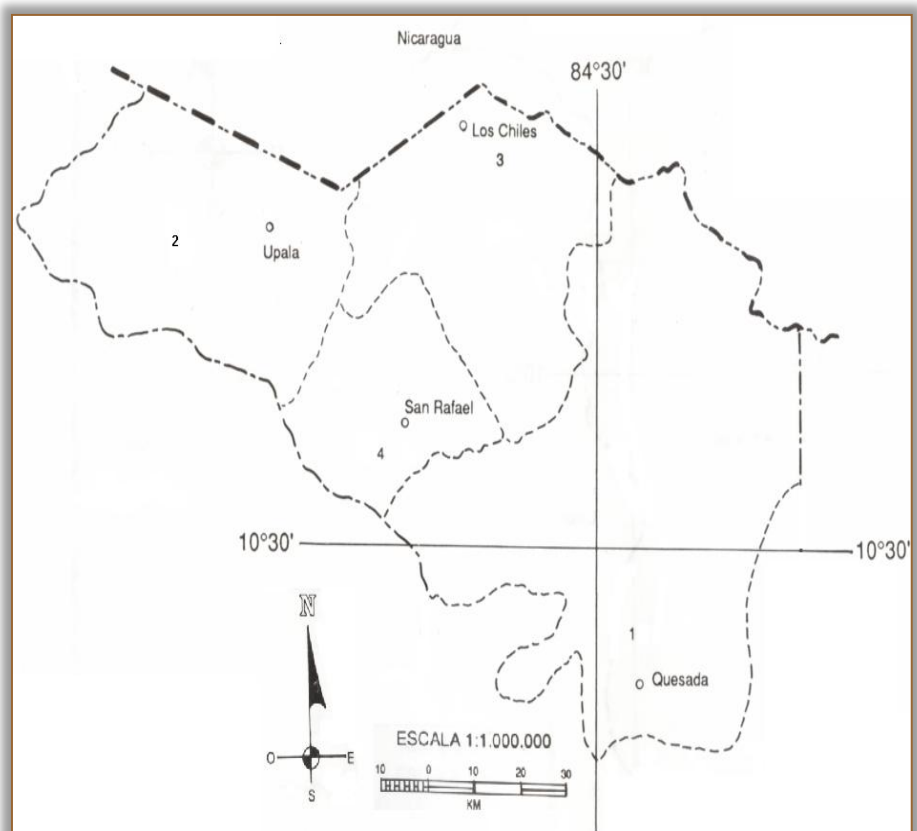 Nicaragua
84°30'
Los Chiles
3
2
Upala
San Rafael
4
10°30'
10°30'
N
1
Quesada
ESCALA 1:1.000.000
O E
S
10 0 10 20 30
KM